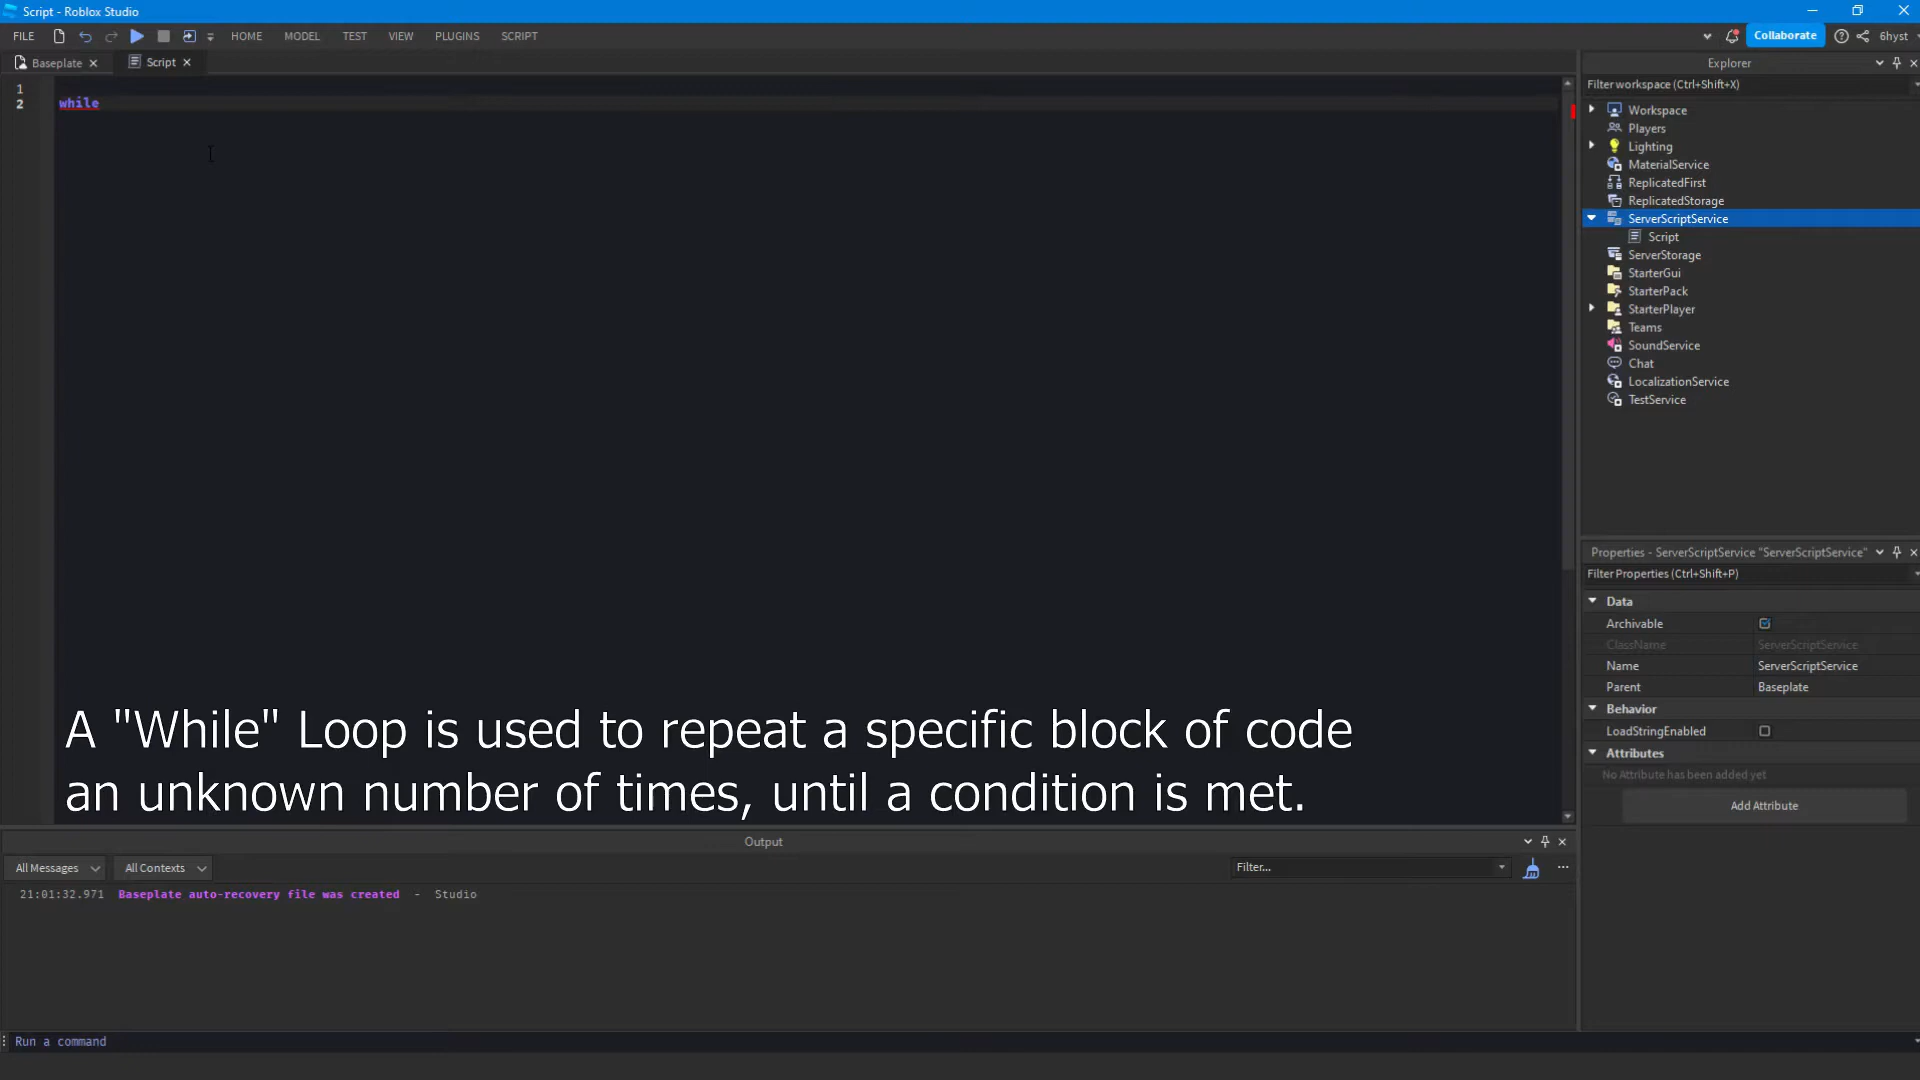 Script - Roblox Studio
FILE HOME MODEL TEST VIEW PLUGINS SCRIPT Collaborate 6hyst
Baseplate Script
1
2 while
A "While" Loop is used to repeat a specific block of code
an unknown number of times, until a condition is met.
Output
All Messages All Contexts Filter...
21:01:32.971 Baseplate auto-recovery file was created - Studio
Run a command
Explorer
Filter workspace (Ctrl+Shift+X)
Workspace
Players
Lighting
MaterialService
ReplicatedFirst
ReplicatedStorage
ServerScriptService
Script
ServerStorage
StarterGui
StarterPack
StarterPlayer
Teams
SoundService
Chat
LocalizationService
TestService
Properties - ServerScriptService "ServerScriptService"
Filter Properties (Ctrl+Shift+P)
Data
Archivable
ClassName ServerScriptService
Name ServerScriptService
Parent Baseplate
Behavior
LoadStringEnabled
Attributes
No Attribute has been added yet
Add Attribute